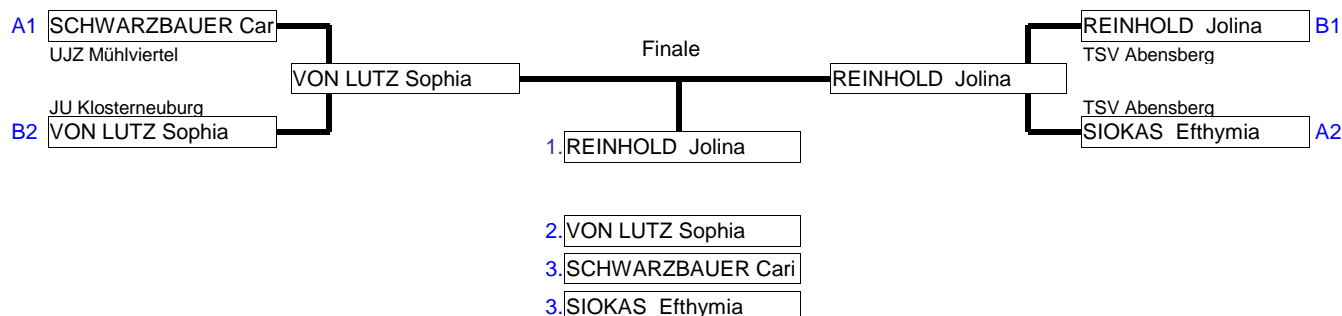 A1 SCHWARZBAUER Car
UJZ Mühlviertel
JU Klosterneuburg
B2 VON LUTZ Sophia
VON LUTZ Sophia
Finale
REINHOLD Jolina
REINHOLD Jolina B1
TSV Abensberg
TSV Abensberg
SIOKAS Efthymia A2
1. REINHOLD Jolina
2. VON LUTZ Sophia
3. SCHWARZBAUER Cari
3. SIOKAS Efthymia